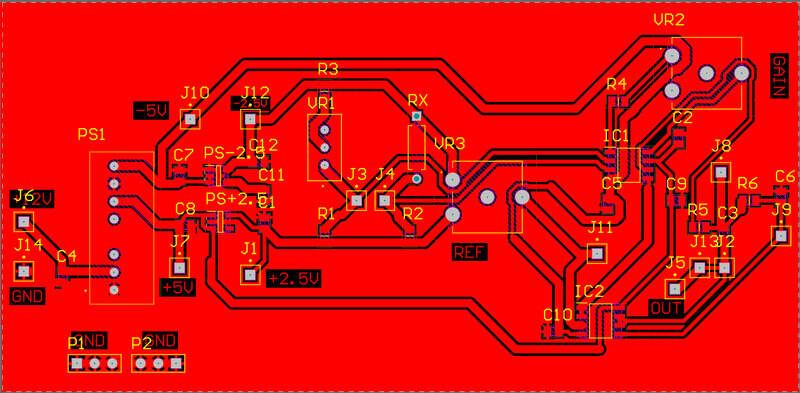 VR2
GAIN
J10
J12
R3
R4
-5V
-2.5V
VR1
RX
C2
PS1
IC1
VR3
C12
C7
PS-2.5
J8
C11
J3
J4
J6
C5
C9
R6
C6
PS+2.5
C8
C1
R1
R2
R5
C3
J9
J14
J7
J1
REF
J11
J13
J2
C4
+5V
+2.5V
J5
GND
IC2
OUT
C10
P1
GND
P2
GND